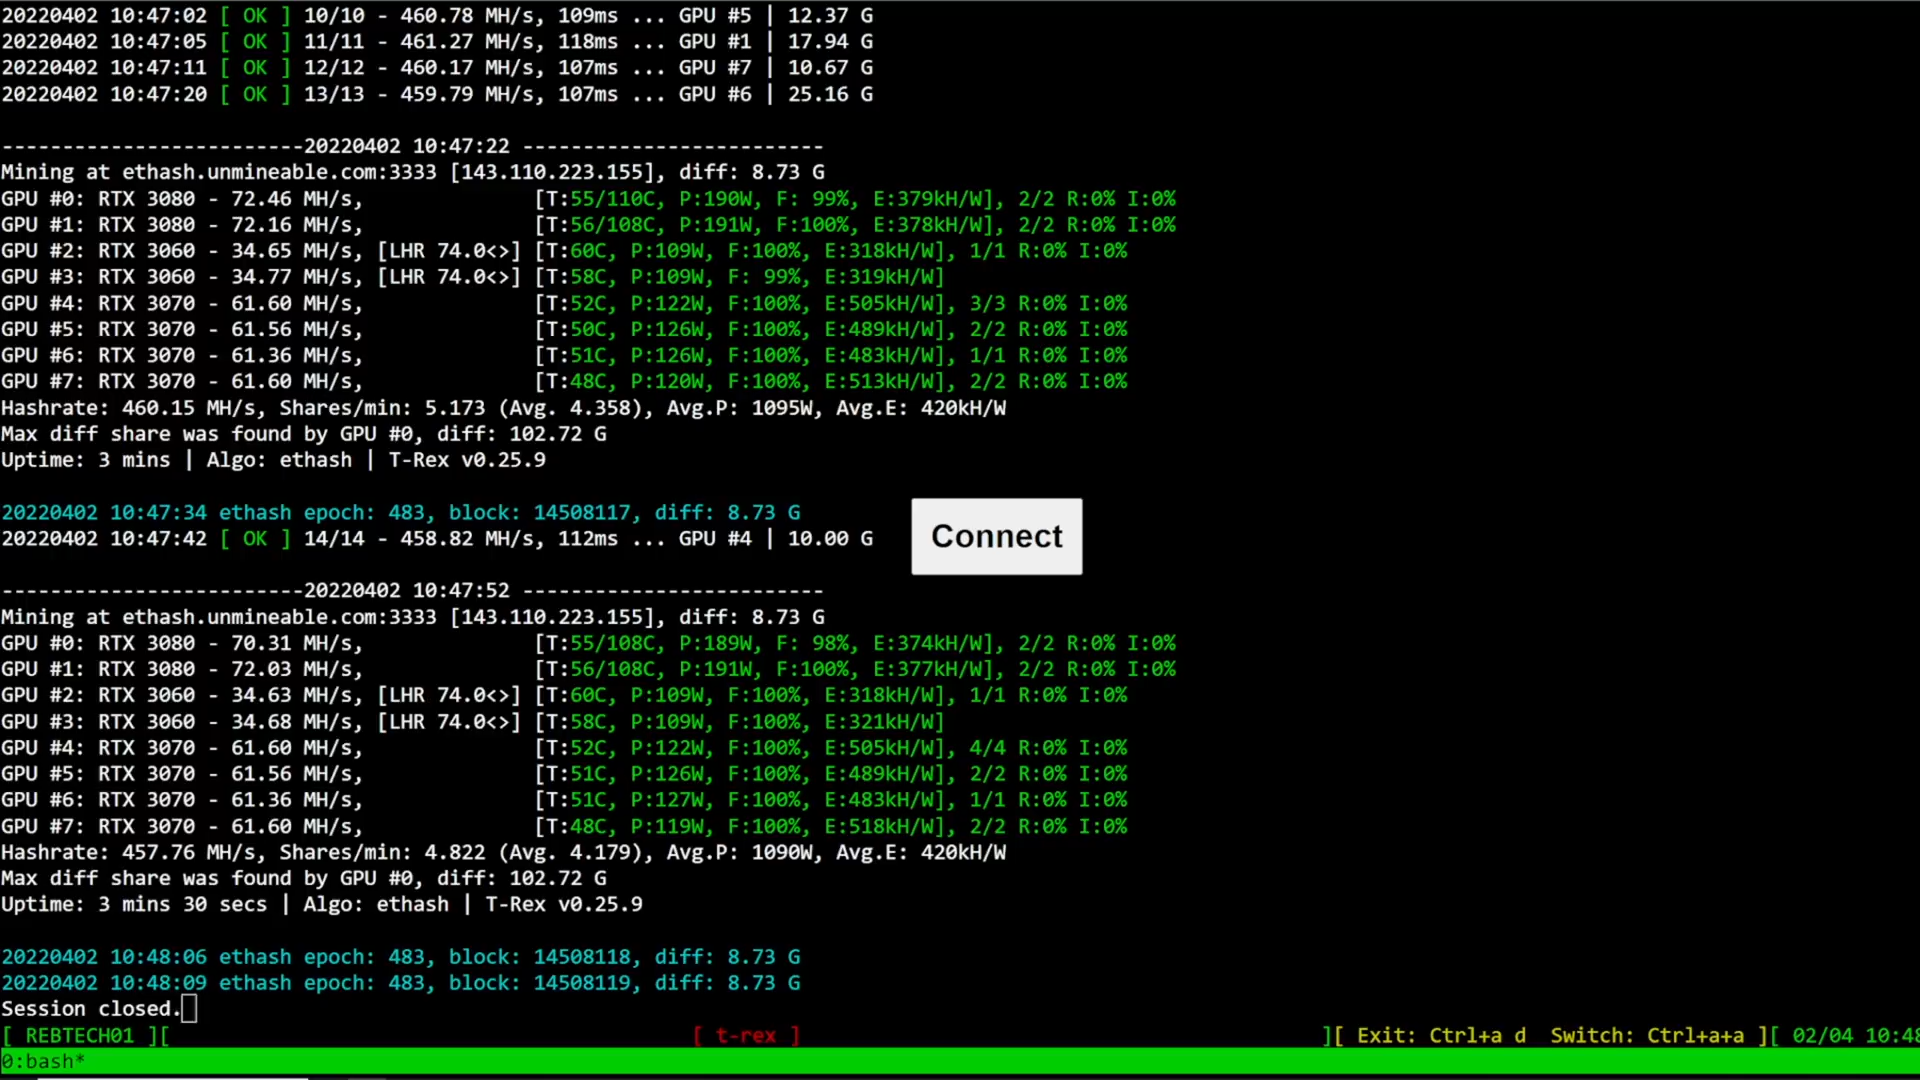 20220402 10:47:02 [ OK ] 10/10 - 460.78 MH/s, 109ms ... GPU #5 | 12.37 G
20220402 10:47:05 [ OK ] 11/11 - 461.27 MH/s, 118ms ... GPU #1 | 17.94 G
20220402 10:47:11 [ OK ] 12/12 - 460.17 MH/s, 107ms ... GPU #7 | 10.67 G
20220402 10:47:20 [ OK ] 13/13 - 459.79 MH/s, 107ms ... GPU #6 | 25.16 G
-------------------------20220402 10:47:22 -------------------------
Mining at ethash.unmineable.com:3333 [143.110.223.155], diff: 8.73 G
GPU #0: RTX 3080 - 72.46 MH/s, [T:55/110C, P:190W, F: 99%, E:379kH/W], 2/2 R:0% I:0%
GPU #1: RTX 3080 - 72.16 MH/s, [T:56/108C, P:191W, F:100%, E:378kH/W], 2/2 R:0% I:0%
GPU #2: RTX 3060 - 34.65 MH/s, [LHR 74.0<>] [T:60C, P:109W, F:100%, E:318kH/W], 1/1 R:0% I:0%
GPU #3: RTX 3060 - 34.77 MH/s, [LHR 74.0<>] [T:58C, P:109W, F: 99%, E:319kH/W]
GPU #4: RTX 3070 - 61.60 MH/s, [T:52C, P:122W, F:100%, E:505kH/W], 3/3 R:0% I:0%
GPU #5: RTX 3070 - 61.56 MH/s, [T:50C, P:126W, F:100%, E:489kH/W], 2/2 R:0% I:0%
GPU #6: RTX 3070 - 61.36 MH/s, [T:51C, P:126W, F:100%, E:483kH/W], 1/1 R:0% I:0%
GPU #7: RTX 3070 - 61.60 MH/s, [T:48C, P:120W, F:100%, E:513kH/W], 2/2 R:0% I:0%
Hashrate: 460.15 MH/s, Shares/min: 5.173 (Avg. 4.358), Avg.P: 1095W, Avg.E: 420kH/W
Max diff share was found by GPU #0, diff: 102.72 G
Uptime: 3 mins | Algo: ethash | T-Rex v0.25.9
20220402 10:47:34 ethash epoch: 483, block: 14508117, diff: 8.73 G
20220402 10:47:42 [ OK ] 14/14 - 458.82 MH/s, 112ms ... GPU #4 | 10.00 G
Connect
-------------------------20220402 10:47:52 -------------------------
Mining at ethash.unmineable.com:3333 [143.110.223.155], diff: 8.73 G
GPU #0: RTX 3080 - 70.31 MH/s, [T:55/108C, P:189W, F: 98%, E:374kH/W], 2/2 R:0% I:0%
GPU #1: RTX 3080 - 72.03 MH/s, [T:56/108C, P:191W, F:100%, E:377kH/W], 2/2 R:0% I:0%
GPU #2: RTX 3060 - 34.63 MH/s, [LHR 74.0<>] [T:60C, P:109W, F:100%, E:318kH/W], 1/1 R:0% I:0%
GPU #3: RTX 3060 - 34.68 MH/s, [LHR 74.0<>] [T:58C, P:109W, F:100%, E:321kH/W]
GPU #4: RTX 3070 - 61.60 MH/s, [T:52C, P:122W, F:100%, E:505kH/W], 4/4 R:0% I:0%
GPU #5: RTX 3070 - 61.56 MH/s, [T:51C, P:126W, F:100%, E:489kH/W], 2/2 R:0% I:0%
GPU #6: RTX 3070 - 61.36 MH/s, [T:51C, P:127W, F:100%, E:483kH/W], 1/1 R:0% I:0%
GPU #7: RTX 3070 - 61.60 MH/s, [T:48C, P:119W, F:100%, E:518kH/W], 2/2 R:0% I:0%
Hashrate: 457.76 MH/s, Shares/min: 4.822 (Avg. 4.179), Avg.P: 1090W, Avg.E: 420kH/W
Max diff share was found by GPU #0, diff: 102.72 G
Uptime: 3 mins 30 secs | Algo: ethash | T-Rex v0.25.9
20220402 10:48:06 ethash epoch: 483, block: 14508118, diff: 8.73 G
20220402 10:48:09 ethash epoch: 483, block: 14508119, diff: 8.73 G
Session closed.
[ REBTECH01 ][ [ t-rex ] ][ Exit: Ctrl+a d Switch: Ctrl+a+a ][ 02/04 10:48
0:bash*